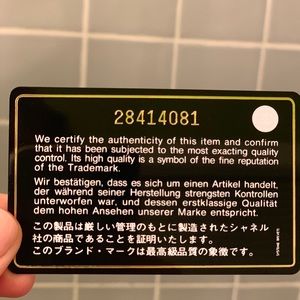 28414081
We certify the authenticity of this item and confirm
that it has been subjected to the most exacting quality
control. Its high quality is a symbol of the fine reputation
of the Trademark.
Wir bestätigen, dass es sich um einen Artikel handelt,
der während seiner Herstellung strengsten Kontrollen
unterworfen war, und dessen erstklassige Qualität
dem hohen Ansehen unserer Marke entspricht.
この製品は厳しい管理のもとに製造されたシャネル
社の商品であることを証明いたします。
このブランド・マークは最高級品質の象徴です。